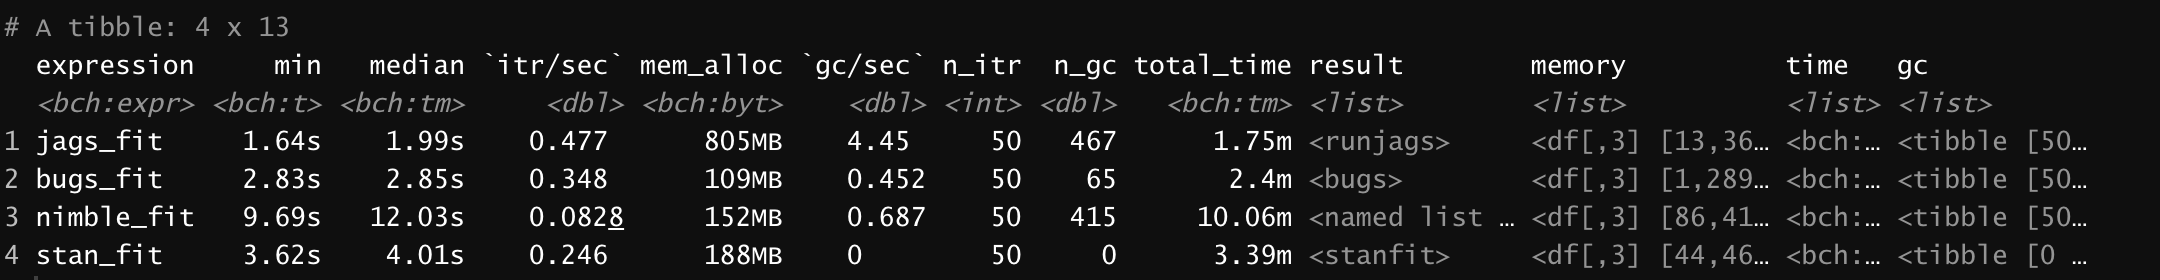 # A tibble: 4 x 13
expression min median `itr/sec` mem_alloc `gc/sec` n_itr n_gc total_time result memory time gc
<bch:expr> <bch:t> <bch:tm> <dbl> <bch:byt> <dbl> <int> <dbl> <bch:tm> <list> <list> <list> <list>
1 jags_fit 1.64s 1.99s 0.477 805MB 4.45 50 467 1.75m <runjags> <df[,3] [13,36… <bch:… <tibble [50…
2 bugs_fit 2.83s 2.85s 0.348 109MB 0.452 50 65 2.4m <bugs> <df[,3] [1,289… <bch:… <tibble [50…
3 nimble_fit 9.69s 12.03s 0.0828 152MB 0.687 50 415 10.06m <named list … <df[,3] [86,41… <bch:… <tibble [50…
4 stan_fit 3.62s 4.01s 0.246 188MB 0 50 0 3.39m <stanfit> <df[,3] [44,46… <bch:… <tibble [0 …